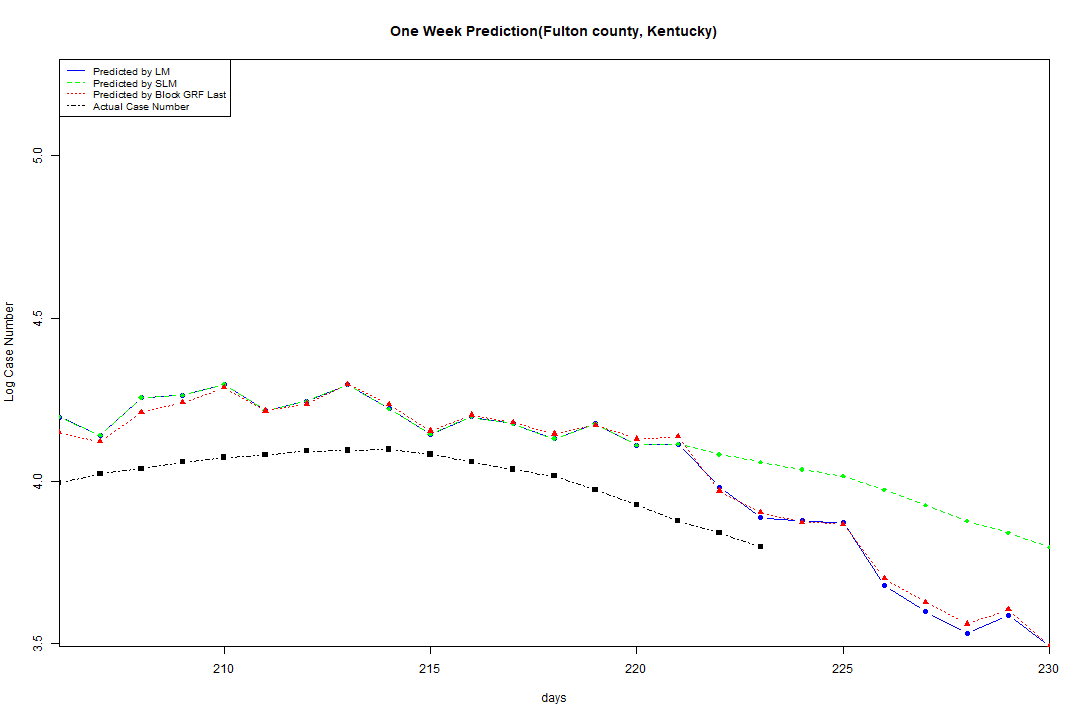 One Week Prediction(Fulton county, Kentucky)
Predicted by LM
Predicted by SLM
Predicted by Block GRF Last
Actual Case Number
Log Case Number
5.0
4.5
4.0
3.5
210 215 220 225 230
days